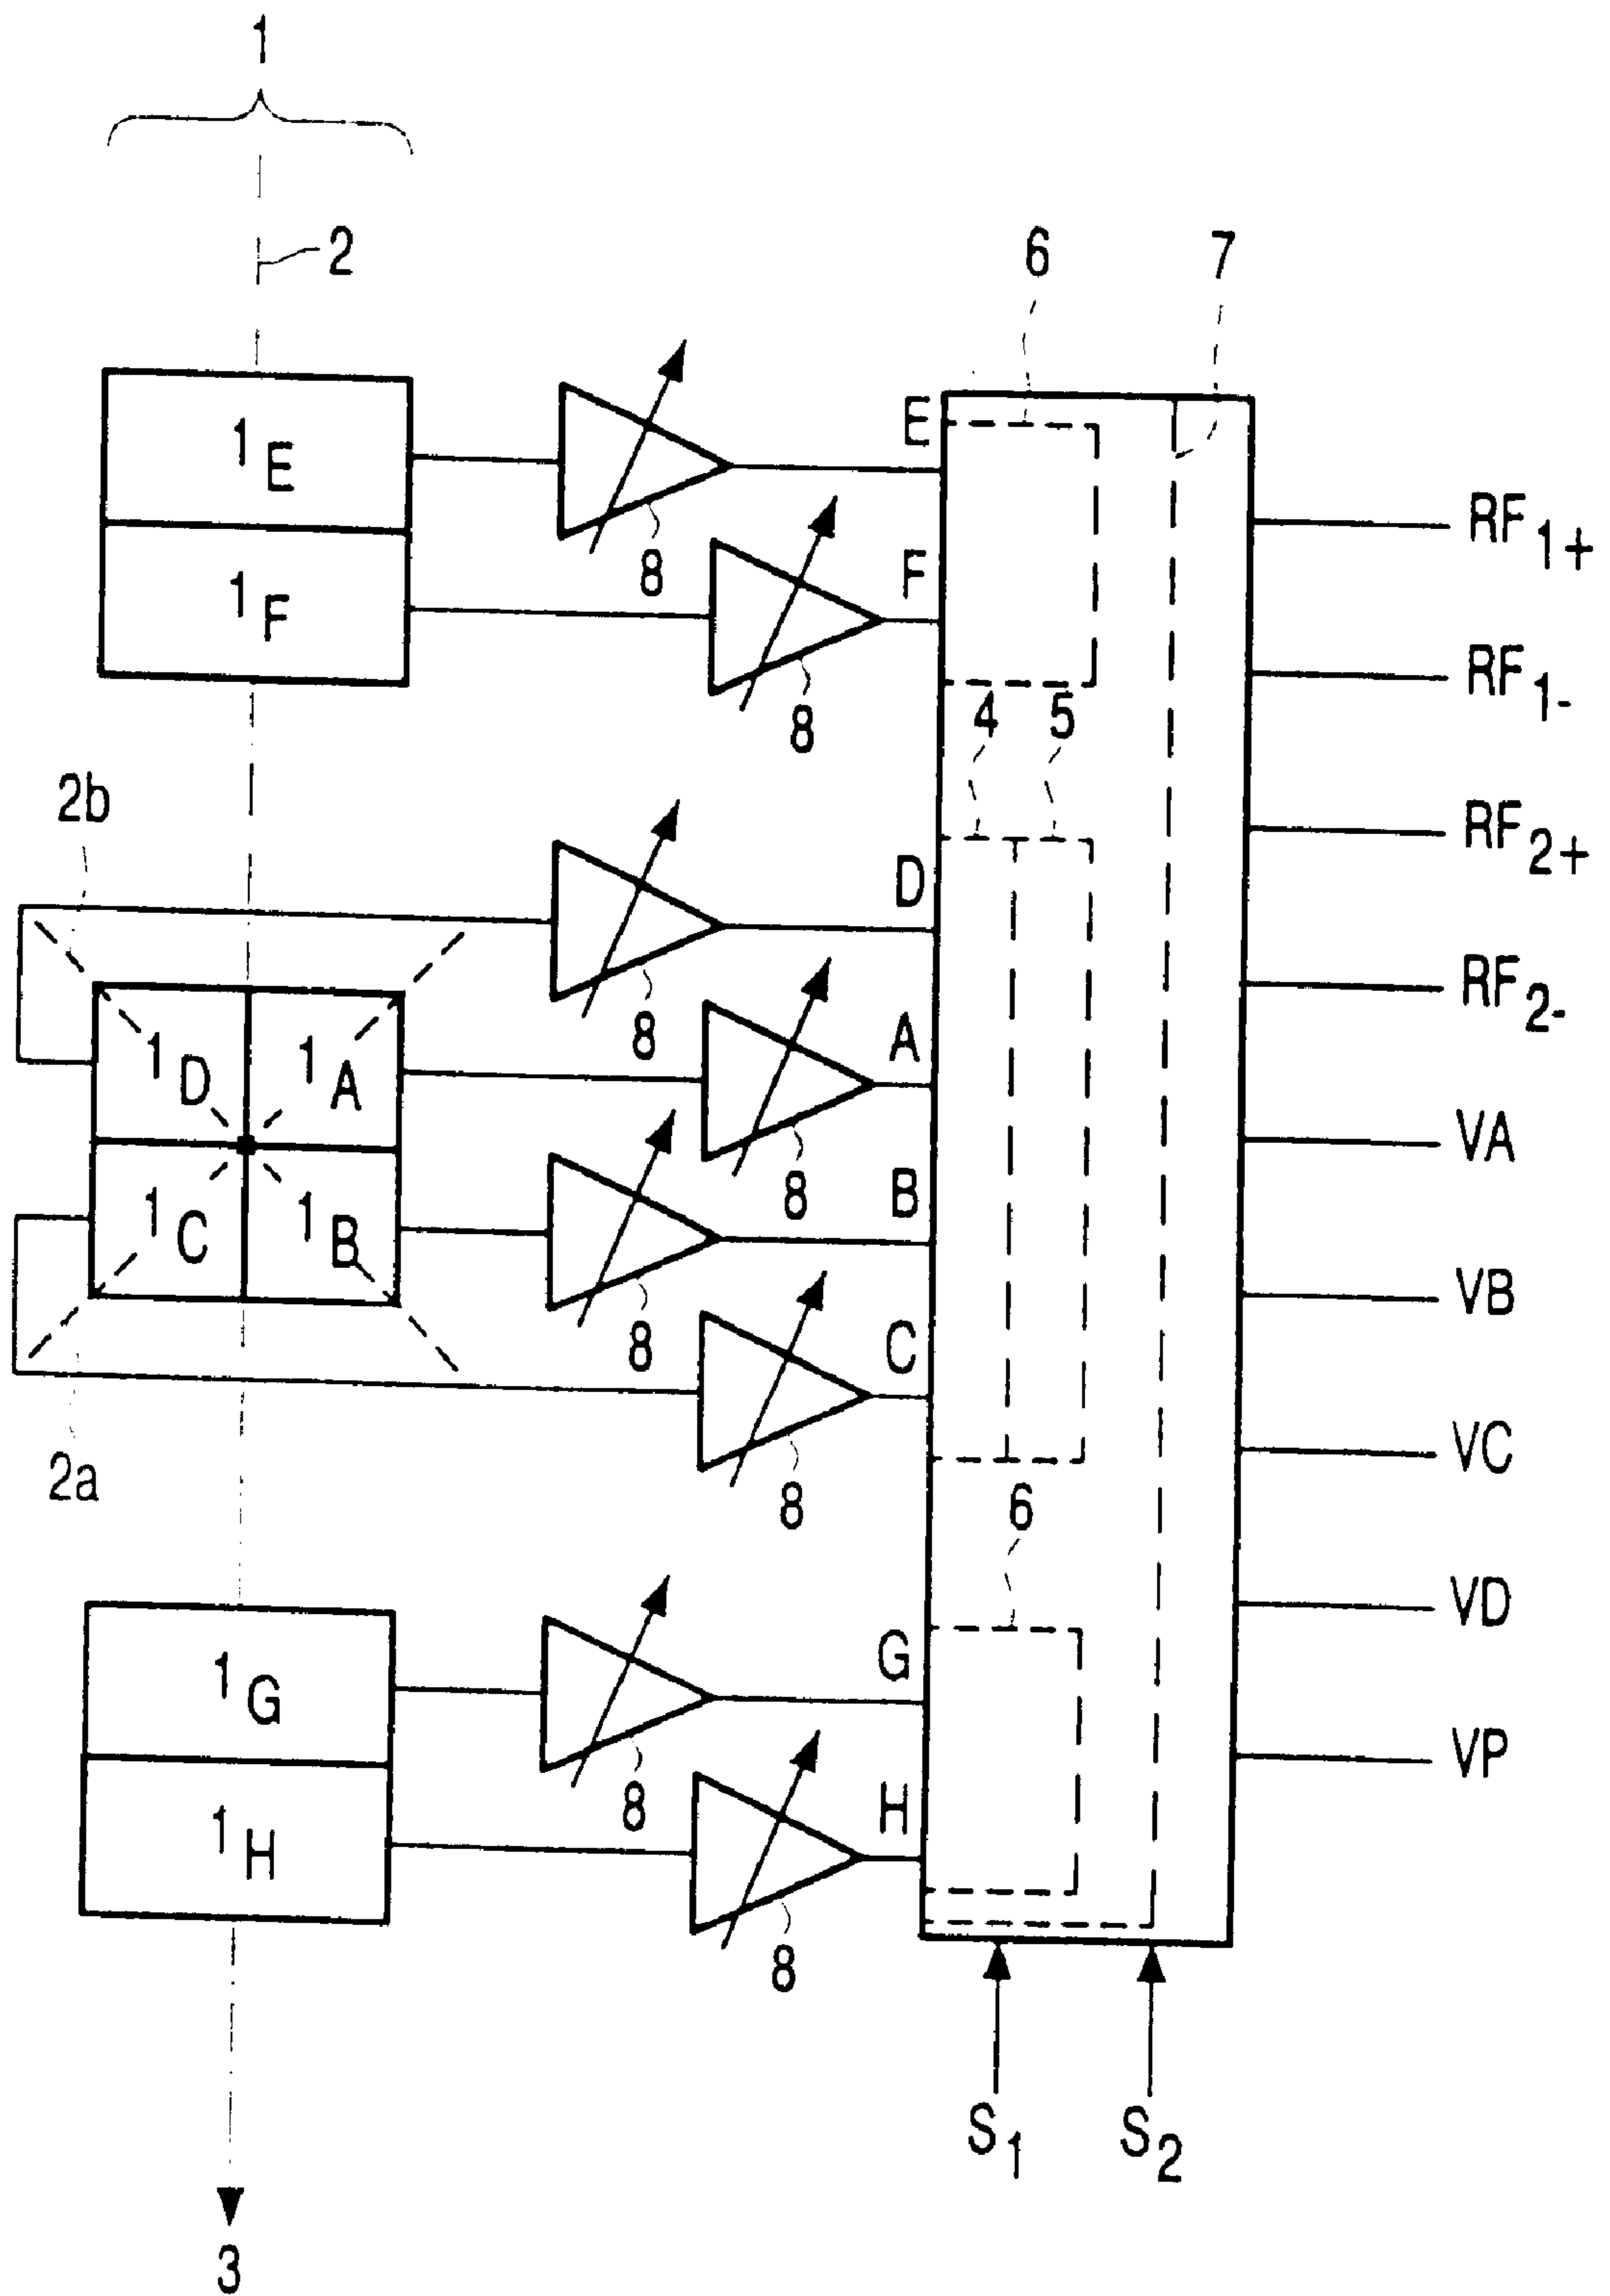 1
2
6 7
1E
E
8
RF1+
1F
F
8
RF1-
4 5
2b
RF2+
D
8
RF2-
1D 1A
A
8
VA
1C 1B
B
8
VB
C
8
2a
VC
6
VD
1G
G
8
VP
1H
H
8
S1 S2
3